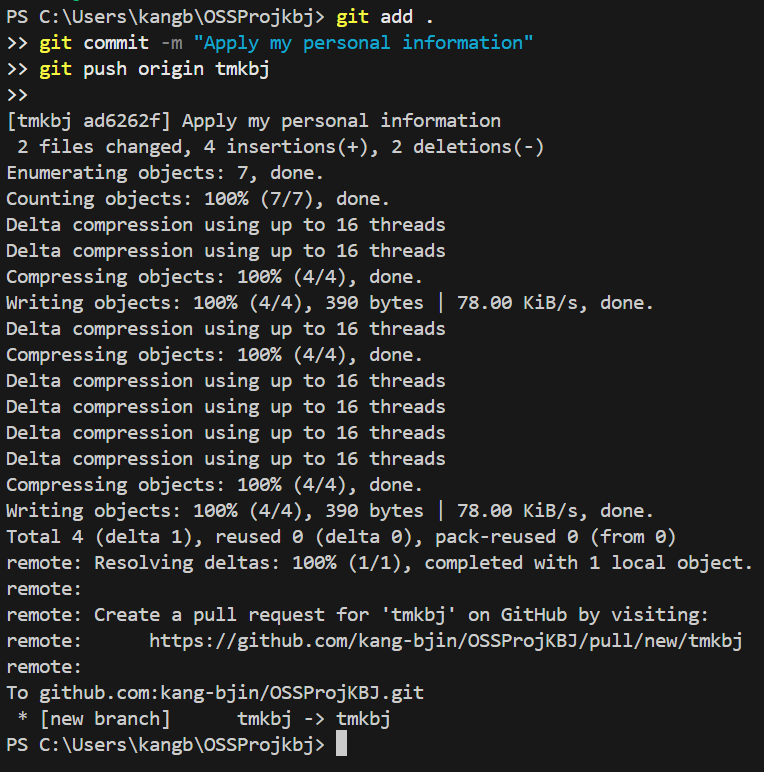 PS C:\Users\kangb\OSSProjkbj> git add .
>> git commit -m "Apply my personal information"
>> git push origin tmkbj
>>
[tmkbj ad6262f] Apply my personal information
 2 files changed, 4 insertions(+), 2 deletions(-)
Enumerating objects: 7, done.
Counting objects: 100% (7/7), done.
Delta compression using up to 16 threads
Delta compression using up to 16 threads
Compressing objects: 100% (4/4), done.
Writing objects: 100% (4/4), 390 bytes | 78.00 KiB/s, done.
Delta compression using up to 16 threads
Compressing objects: 100% (4/4), done.
Delta compression using up to 16 threads
Delta compression using up to 16 threads
Delta compression using up to 16 threads
Delta compression using up to 16 threads
Compressing objects: 100% (4/4), done.
Writing objects: 100% (4/4), 390 bytes | 78.00 KiB/s, done.
Total 4 (delta 1), reused 0 (delta 0), pack-reused 0 (from 0)
remote: Resolving deltas: 100% (1/1), completed with 1 local object.
remote:
remote: Create a pull request for 'tmkbj' on GitHub by visiting:
remote:      https://github.com/kang-bjin/OSSProjKBJ/pull/new/tmkbj
remote:
To github.com:kang-bjin/OSSProjKBJ.git
 * [new branch]      tmkbj -> tmkbj
PS C:\Users\kangb\OSSProjkbj>